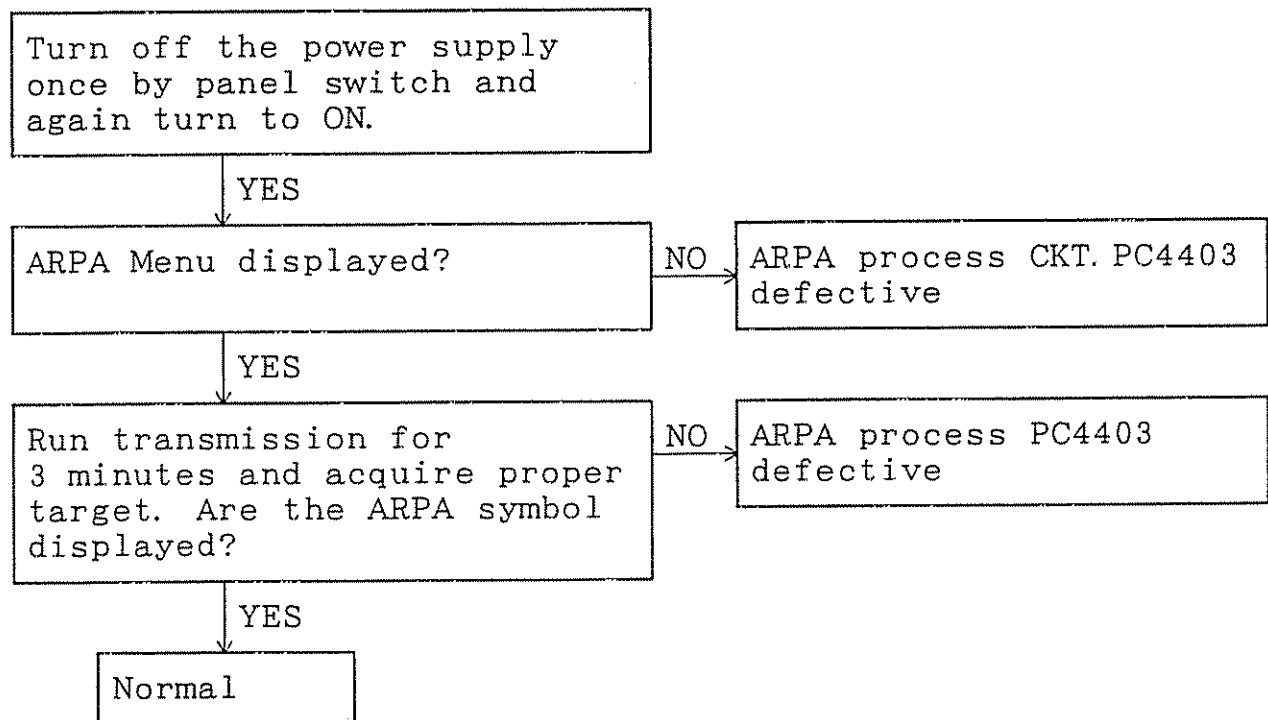 Turn off the power supply
once by panel switch and
again turn to ON.
YES
ARPA Menu displayed?
NO
ARPA process CKT. PC4403
defective
YES
Run transmission for
3 minutes and acquire proper
target. Are the ARPA symbol
displayed?
NO
ARPA process PC4403
defective
YES
Normal